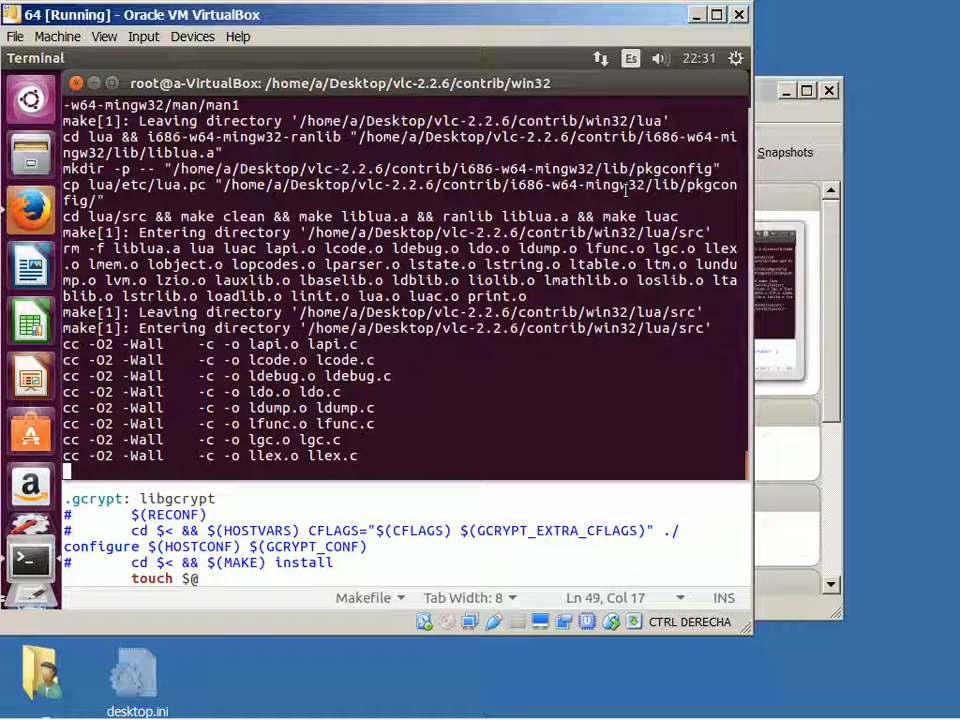 64 [Running] - Oracle VM VirtualBox
File Machine View Input Devices Help
Terminal
Es
22:31
root@a-VirtualBox: /home/a/Desktop/vlc-2.2.6/contrib/win32
-w64-mingw32/man/man1
make[1]: Leaving directory '/home/a/Desktop/vlc-2.2.6/contrib/win32/lua'
cd lua && i686-w64-mingw32-ranlib "/home/a/Desktop/vlc-2.2.6/contrib/i686-w64-mi
ngw32/lib/liblua.a"
mkdir -p -- "/home/a/Desktop/vlc-2.2.6/contrib/i686-w64-mingw32/lib/pkgconfig"
cp lua/etc/lua.pc "/home/a/Desktop/vlc-2.2.6/contrib/i686-w64-mingw32/lib/pkgcon
fig/"
cd lua/src && make clean && make liblua.a && ranlib liblua.a && make luac
make[1]: Entering directory '/home/a/Desktop/vlc-2.2.6/contrib/win32/lua/src'
rm -f liblua.a lua luac lapi.o lcode.o ldebug.o ldo.o ldump.o lfunc.o lgc.o llex
.o lmem.o lobject.o lopcodes.o lparser.o lstate.o lstring.o ltable.o ltm.o lundu
mp.o lvm.o lzio.o lauxlib.o lbaselib.o ldblib.o liolib.o lmathlib.o loslib.o lta
blib.o lstrlib.o loadlib.o linit.o lua.o luac.o print.o
make[1]: Leaving directory '/home/a/Desktop/vlc-2.2.6/contrib/win32/lua/src'
make[1]: Entering directory '/home/a/Desktop/vlc-2.2.6/contrib/win32/lua/src'
cc -O2 -Wall -c -o lapi.o lapi.c
cc -O2 -Wall -c -o lcode.o lcode.c
cc -O2 -Wall -c -o ldebug.o ldebug.c
cc -O2 -Wall -c -o ldo.o ldo.c
cc -O2 -Wall -c -o ldump.o ldump.c
cc -O2 -Wall -c -o lfunc.o lfunc.c
cc -O2 -Wall -c -o lgc.o lgc.c
cc -O2 -Wall -c -o llex.o llex.c
.gcrypt: libgcrypt
# $(RECONF)
# cd $< && $(HOSTVARS) CFLAGS="$(CFLAGS) $(GCRYPT_EXTRA_CFLAGS)" ./
configure $(HOSTCONF) $(GCRYPT_CONF)
# cd $< && $(MAKE) install
touch $@
Makefile Tab Width: 8 Ln 49, Col 17 INS
CTRL DERECHA
Snapshots
desktop.ini